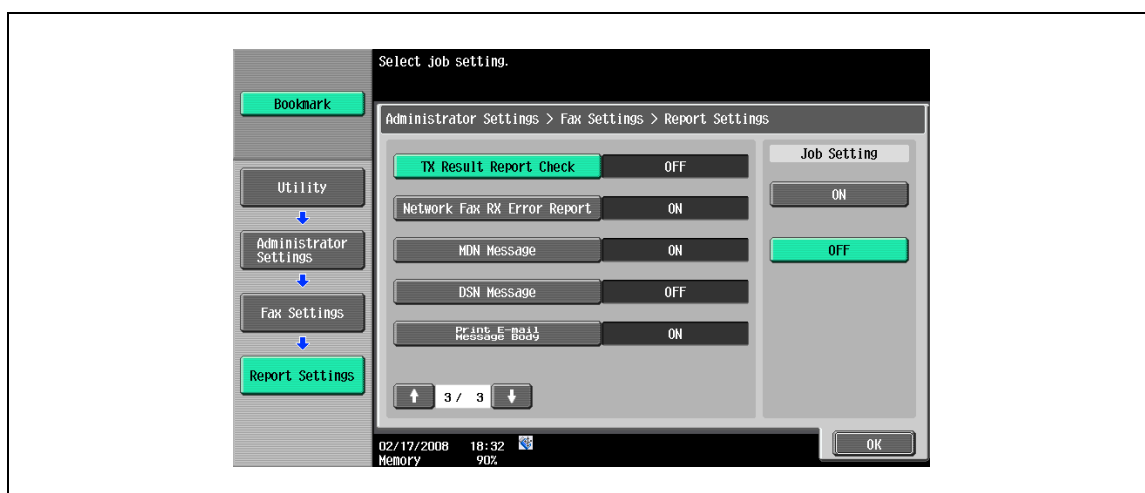 Select job setting.
Bookmark
Administrator Settings > Fax Settings > Report Settings
Utility
Administrator
Settings
Fax Settings
Report Settings
TX Result Report Check OFF
Network Fax RX Error Report ON
MDN Message ON
DSN Message OFF
Print E-mail
Message Body ON
3/ 3
Job Setting
ON
OFF
02/17/2008 18:32
Memory 90%
OK